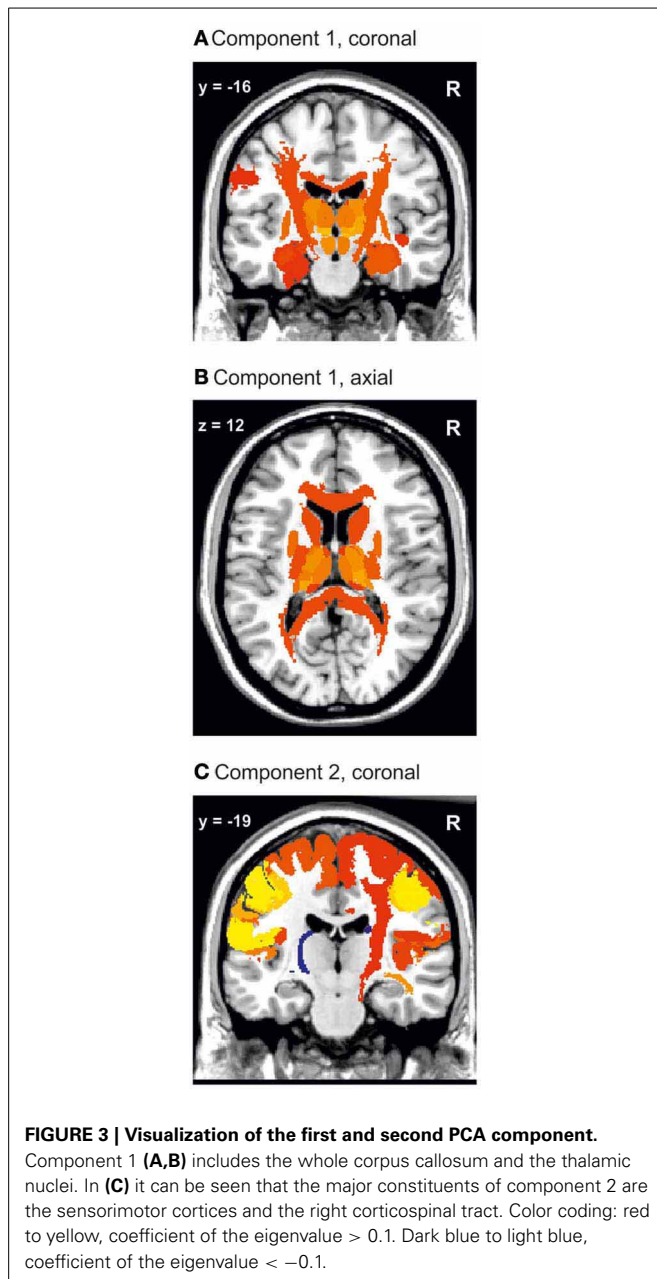 A Component 1, coronal
y = -16
R
B Component 1, axial
z = 12
R
C Component 2, coronal
y = -19
R
FIGURE 3 | Visualization of the first and second PCA component.
Component 1 (A,B) includes the whole corpus callosum and the thalamic
nuclei. In (C) it can be seen that the major constituents of component 2 are
the sensorimotor cortices and the right corticospinal tract. Color coding: red
to yellow, coefficient of the eigenvalue > 0.1. Dark blue to light blue,
coefficient of the eigenvalue < −0.1.